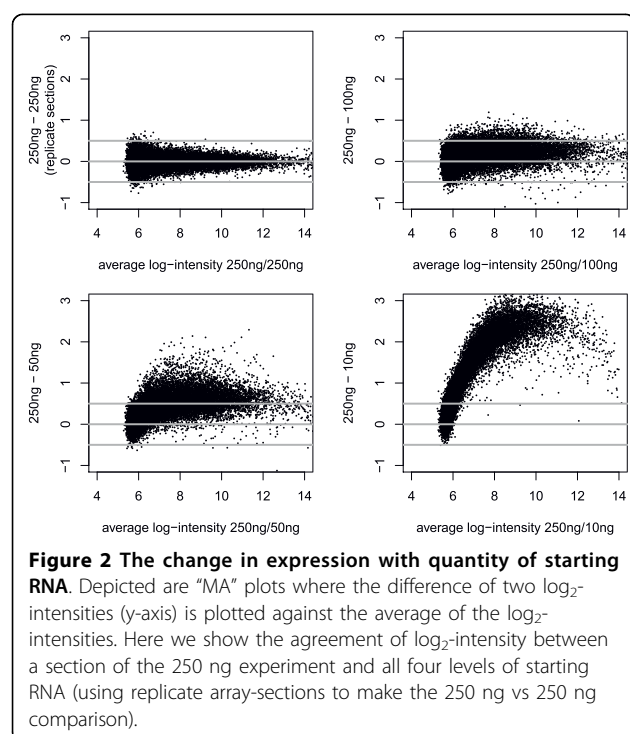 3
2
1
0
−1
250ng − 250ng
(replicate sections)
4 6 8 10 12 14
average log−intensity 250ng/250ng
3
2
1
0
−1
250ng − 100ng
4 6 8 10 12 14
average log−intensity 250ng/100ng
3
2
1
0
−1
250ng − 50ng
4 6 8 10 12 14
average log−intensity 250ng/50ng
3
2
1
0
−1
250ng − 10ng
4 6 8 10 12 14
average log−intensity 250ng/10ng
Figure 2 The change in expression with quantity of starting
RNA. Depicted are “MA” plots where the difference of two log₂-
intensities (y-axis) is plotted against the average of the log₂-
intensities. Here we show the agreement of log₂-intensity between
a section of the 250 ng experiment and all four levels of starting
RNA (using replicate array-sections to make the 250 ng vs 250 ng
comparison).